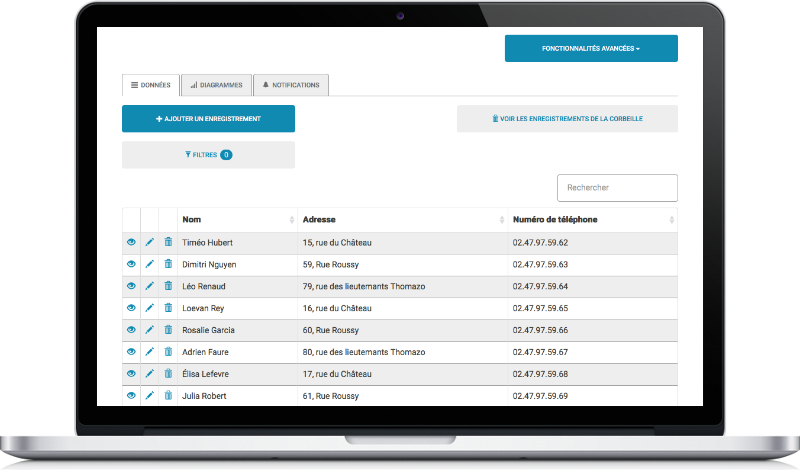 FONCTIONNALITÉS AVANCÉES
DONNÉES DIAGRAMMES NOTIFICATIONS
AJOUTER UN ENREGISTREMENT VOIR LES ENREGISTREMENTS DE LA CORBEILLE
FILTRES 0
Rechercher
Nom Adresse Numéro de téléphone
Timéo Hubert 15, rue du Château 02.47.97.59.62
Dimitri Nguyen 59, Rue Roussy 02.47.97.59.63
Léo Renaud 79, rue des lieutemants Thomazo 02.47.97.59.64
Loevan Rey 16, rue du Château 02.47.97.59.65
Rosalie Garcia 60, Rue Roussy 02.47.97.59.66
Adrien Faure 80, rue des lieutemants Thomazo 02.47.97.59.67
Élisa Lefevre 17, rue du Château 02.47.97.59.68
Julia Robert 61, Rue Roussy 02.47.97.59.69